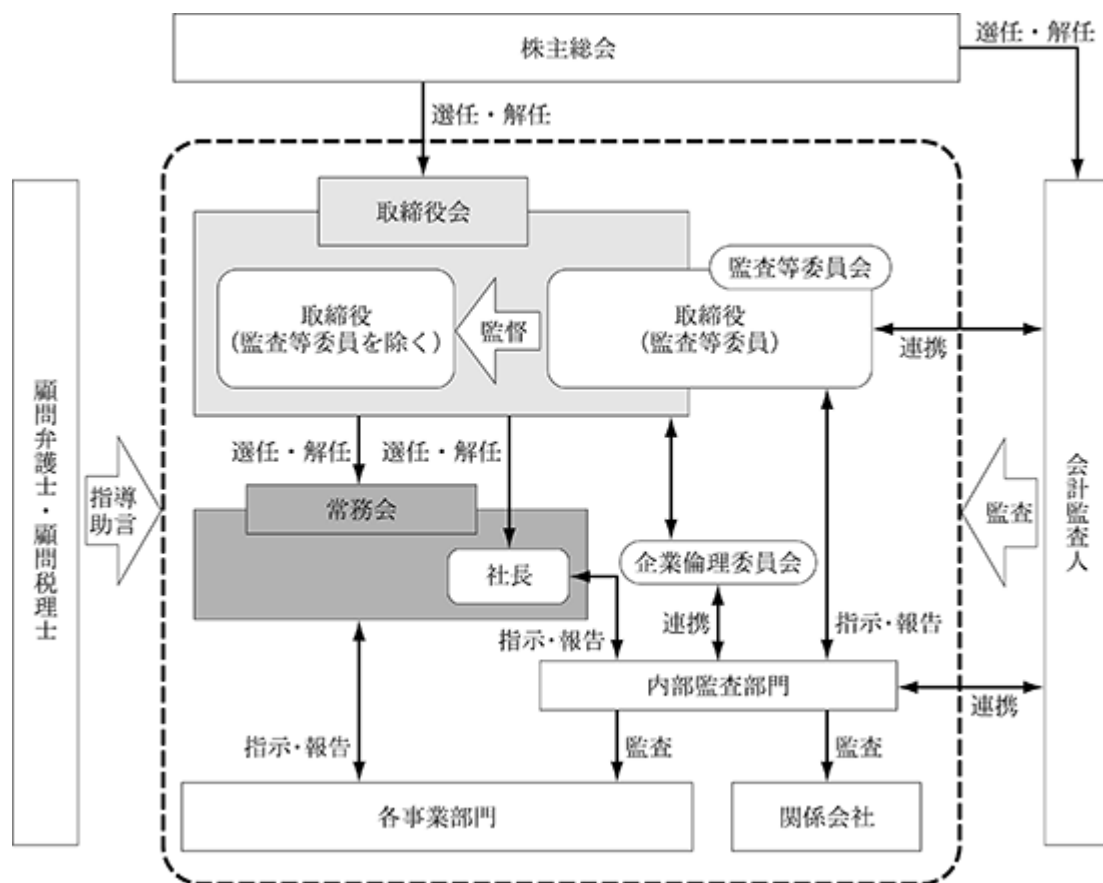 株主総会
選任・解任
選任・解任
取締役会
監査等委員会
取締役
(監査等委員を除く)
監督
取締役
(監査等委員)
連携
顧問弁護士・顧問税理士
指導
助言
選任・解任
選任・解任
常務会
社長
企業倫理委員会
監査
会計監査人
指示・報告
連携
指示・報告
内部監査部門
連携
指示・報告
監査
監査
各事業部門
関係会社